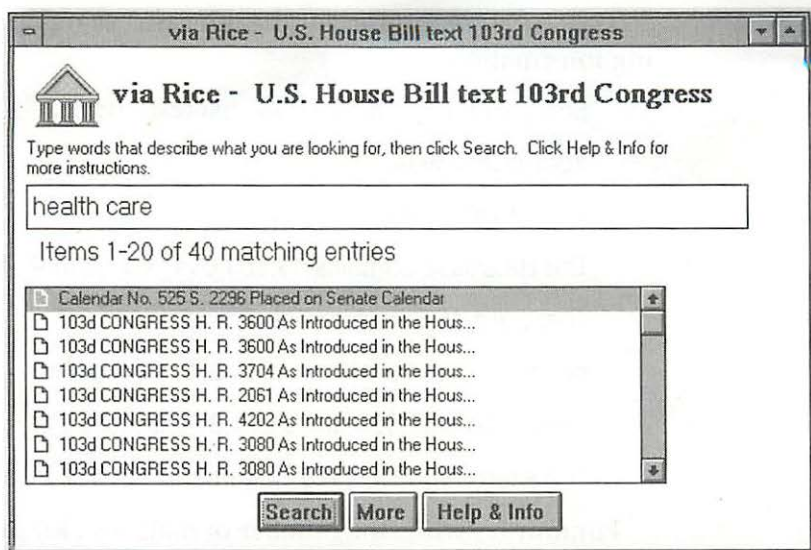 via Rice - U.S. House Bill text 103rd Congress
via Rice - U.S. House Bill text 103rd Congress
Type words that describe what you are looking for, then click Search. Click Help & Info for
more instructions.
health care
Items 1-20 of 40 matching entries
Calendar No. 525 S. 2296 Placed on Senate Calendar
103d CONGRESS H. R. 3600 As Introduced in the Hous...
103d CONGRESS H. R. 3600 As Introduced in the Hous...
103d CONGRESS H. R. 3704 As Introduced in the Hous...
103d CONGRESS H. R. 2061 As Introduced in the Hous...
103d CONGRESS H. R. 4202 As Introduced in the Hous...
103d CONGRESS H. R. 3080 As Introduced in the Hous...
103d CONGRESS H. R. 3080 As Introduced in the Hous...
Search More Help & Info